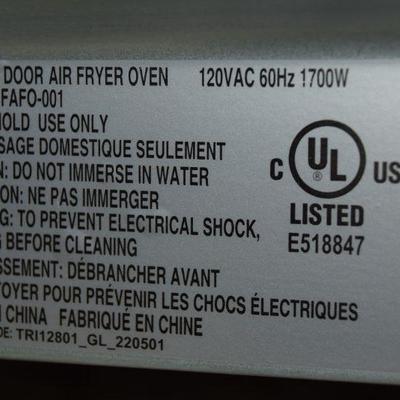 DOOR AIR FRYER OVEN 120VAC 60Hz 1700W
FAFO-001
HOLD USE ONLY
SAGE DOMESTIQUE SEULEMENT
N: DO NOT IMMERSE IN WATER
ON: NE PAS IMMERGER
G: TO PREVENT ELECTRICAL SHOCK,
G BEFORE CLEANING
SSEMENT: DÉBRANCHER AVANT
OYER POUR PRÉVENIR LES CHOCS ÉLECTRIQUES
N CHINA FABRIQUÉ EN CHINE
DE: TRI12801_GL_220501
C UL ® US
LISTED
E518847